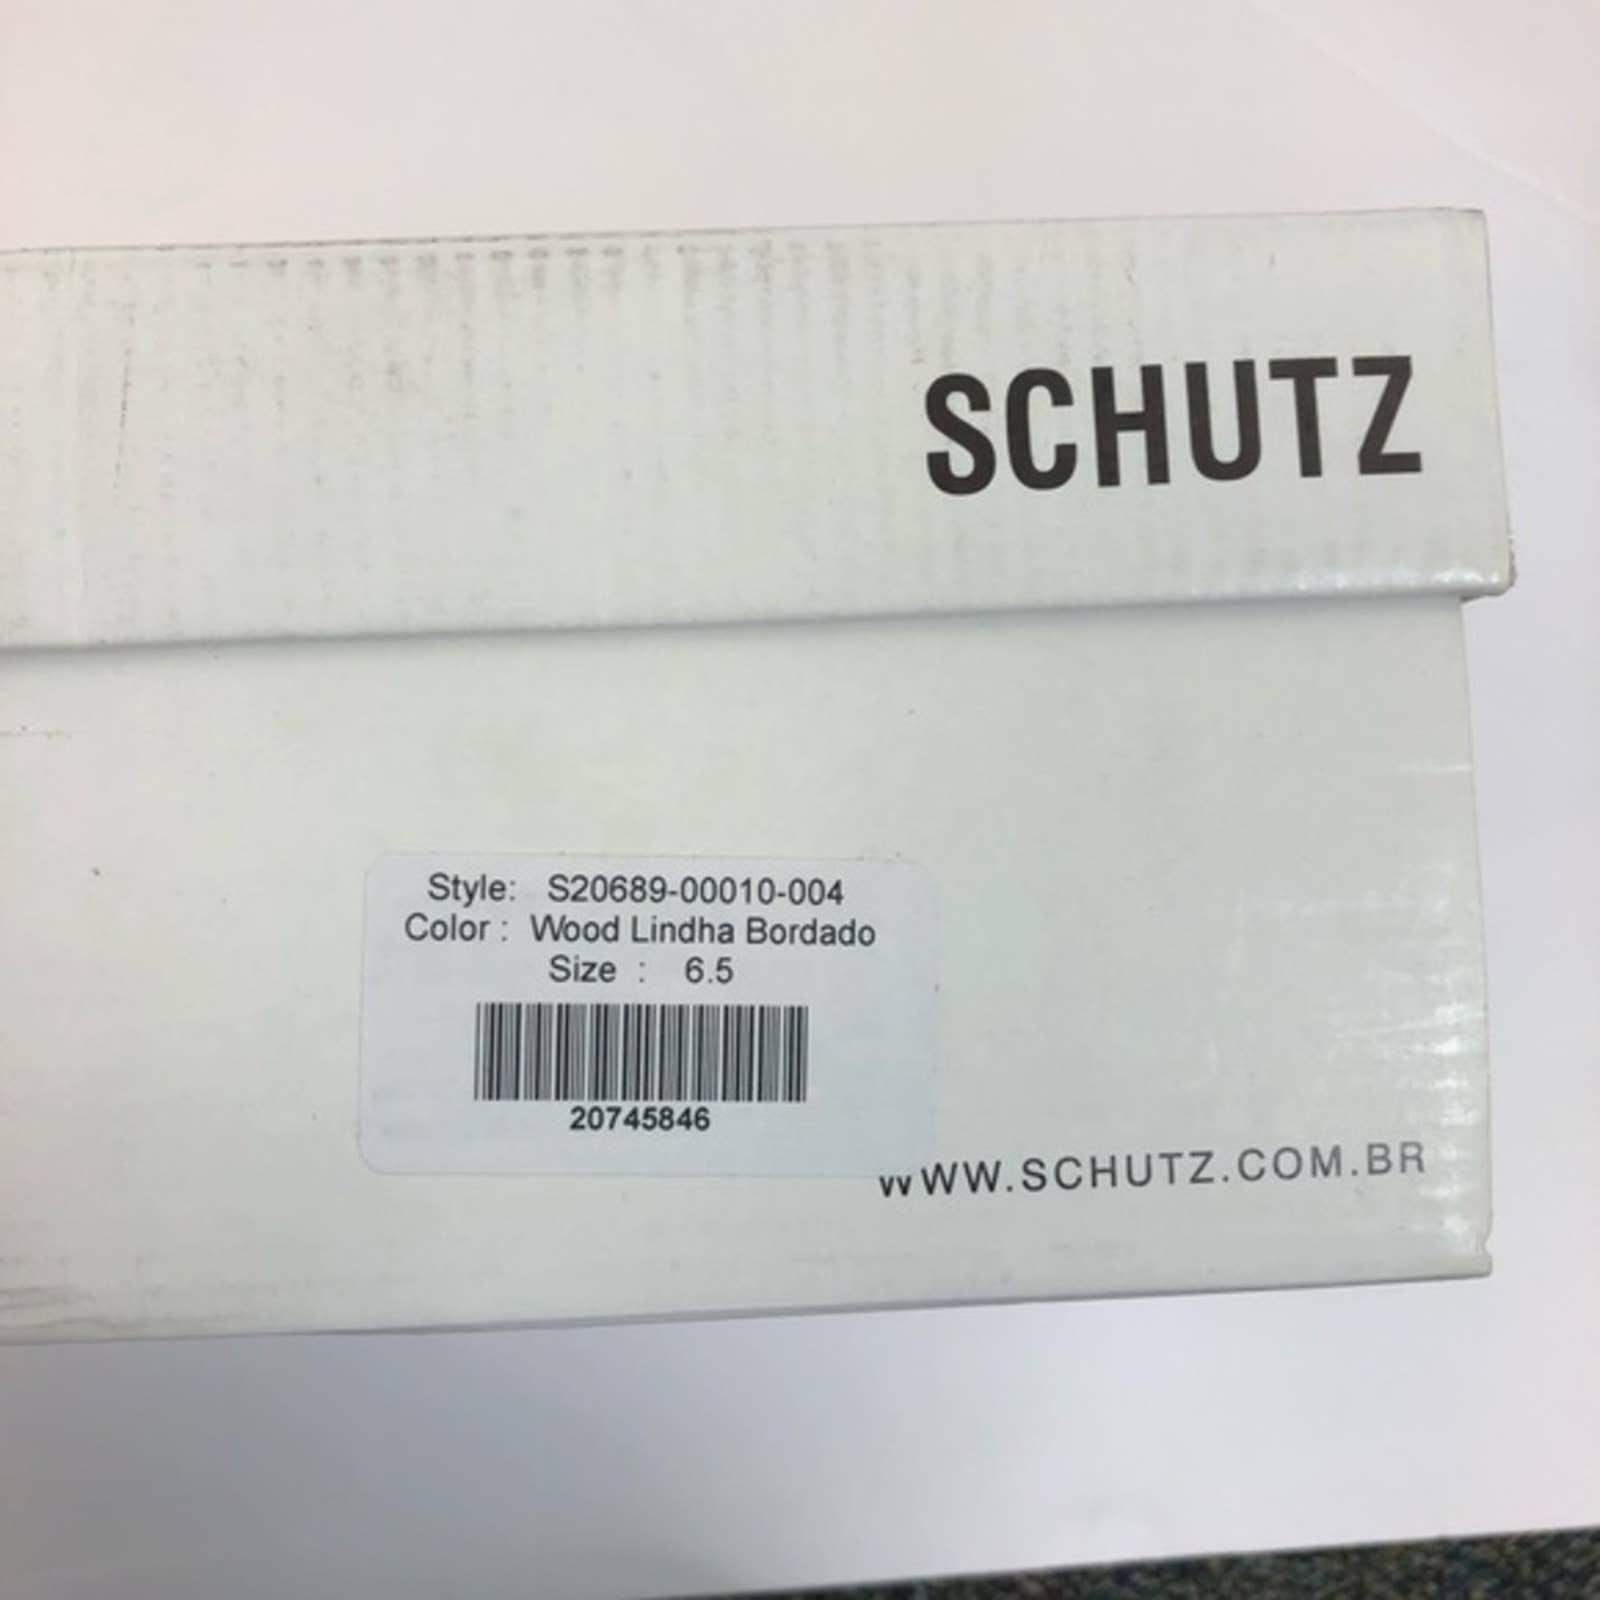 SCHUTZ
Style: S20689-00010-004
Color : Wood Lindha Bordado
Size : 6.5
20745846
WWW.SCHUTZ.COM.BR